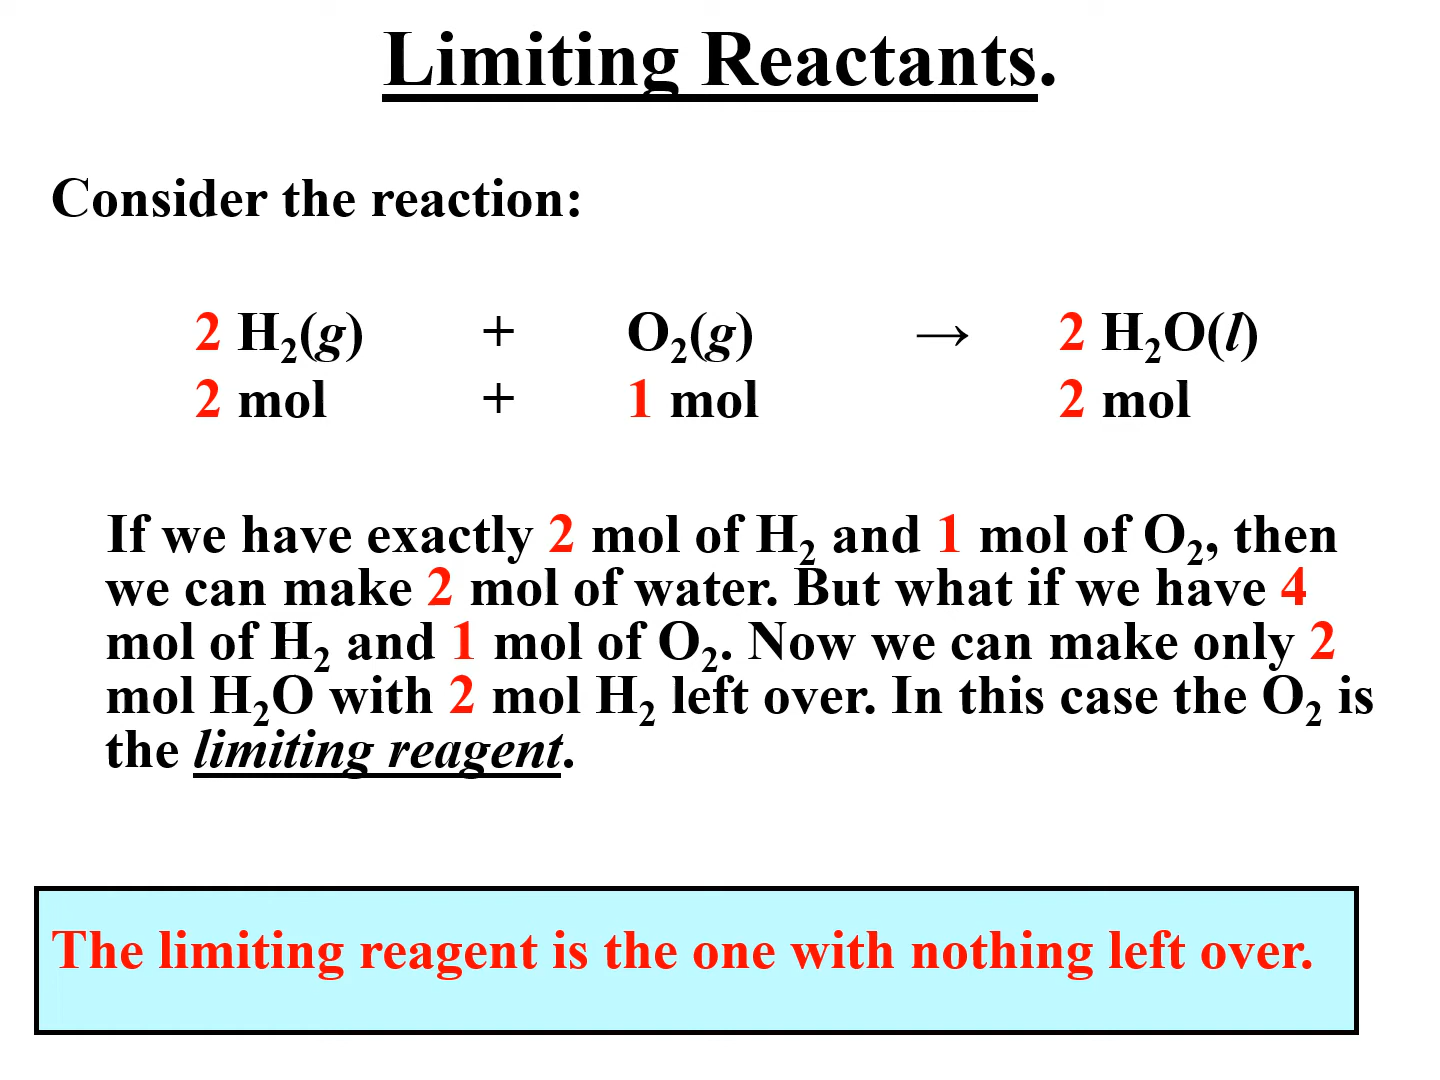 Limiting Reactants.
Consider the reaction:
2 H₂(g) + O₂(g) → 2 H₂O(l)
2 mol + 1 mol 2 mol
If we have exactly 2 mol of H₂ and 1 mol of O₂, then
we can make 2 mol of water. But what if we have 4
mol of H₂ and 1 mol of O₂. Now we can make only 2
mol H₂O with 2 mol H₂ left over. In this case the O₂ is
the limiting reagent.
The limiting reagent is the one with nothing left over.